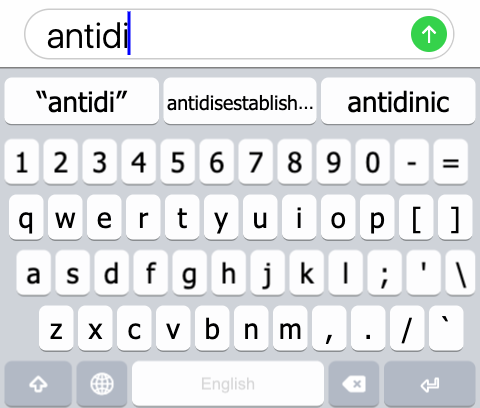 antidi
“antidi” antidisestablish... antidinic
1 2 3 4 5 6 7 8 9 0 - =
q w e r t y u i o p [ ]
a s d f g h j k l ; ' \
z x c v b n m , . / `
English